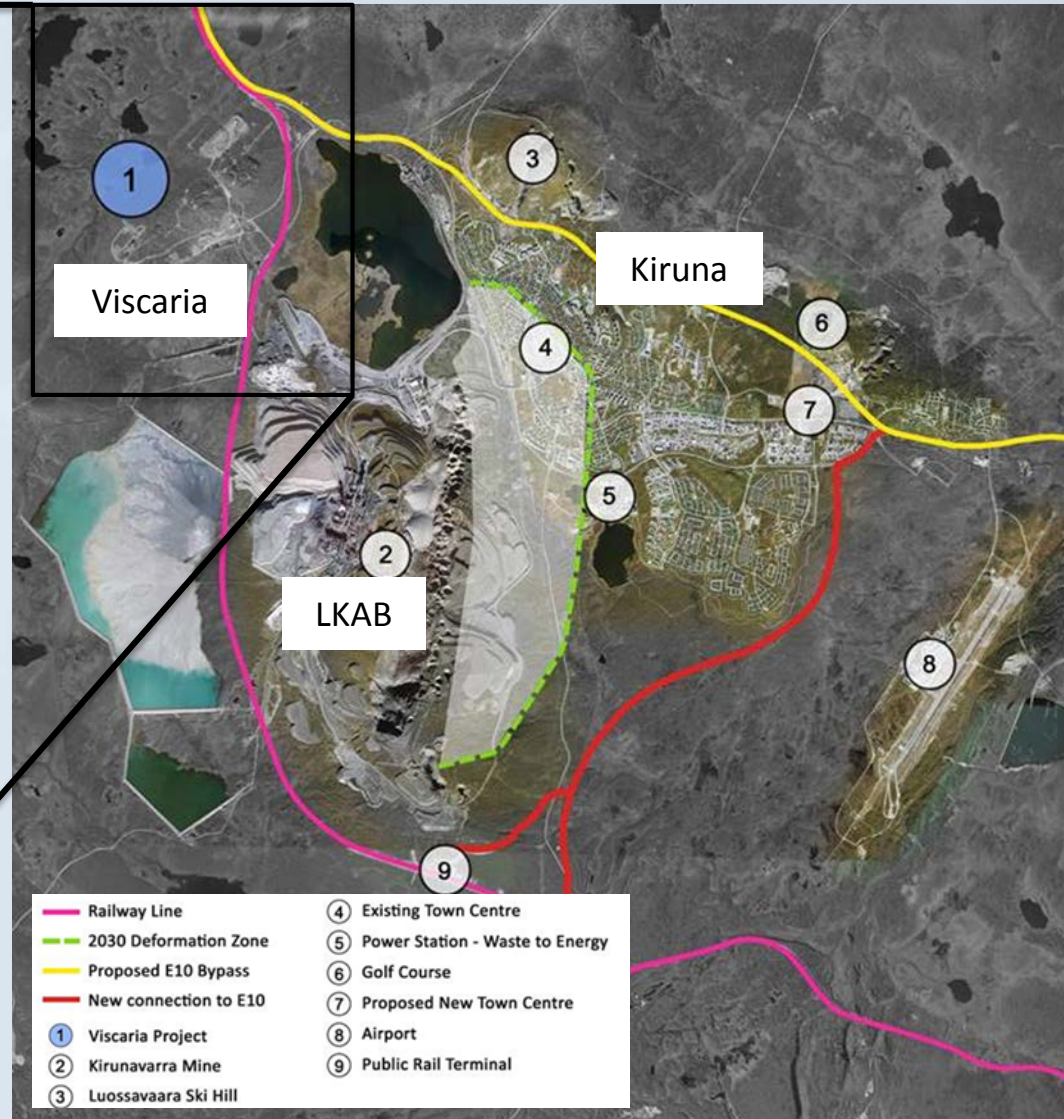 1
3
Kiruna
Viscaria
6
4
7
5
2
LKAB
8
9
Railway Line
2030 Deformation Zone
Proposed E10 Bypass
New connection to E10
1 Viscaria Project
2 Kirunavarra Mine
3 Luossavaara Ski Hill
4 Existing Town Centre
5 Power Station - Waste to Energy
6 Golf Course
7 Proposed New Town Centre
8 Airport
9 Public Rail Terminal